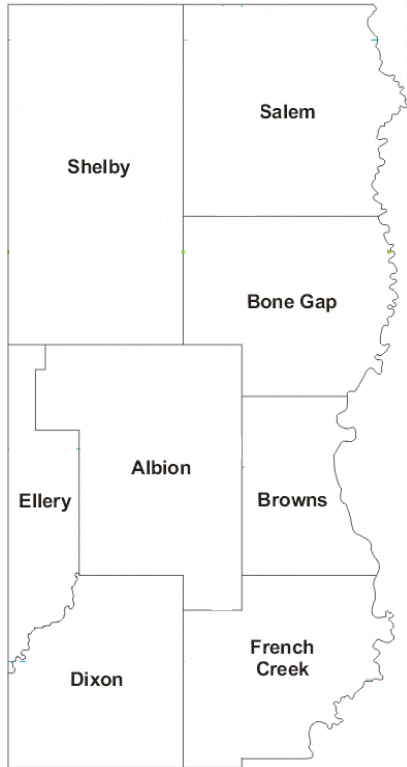 Salem
Shelby
Bone Gap
Albion
Ellery
Browns
French
Creek
Dixon